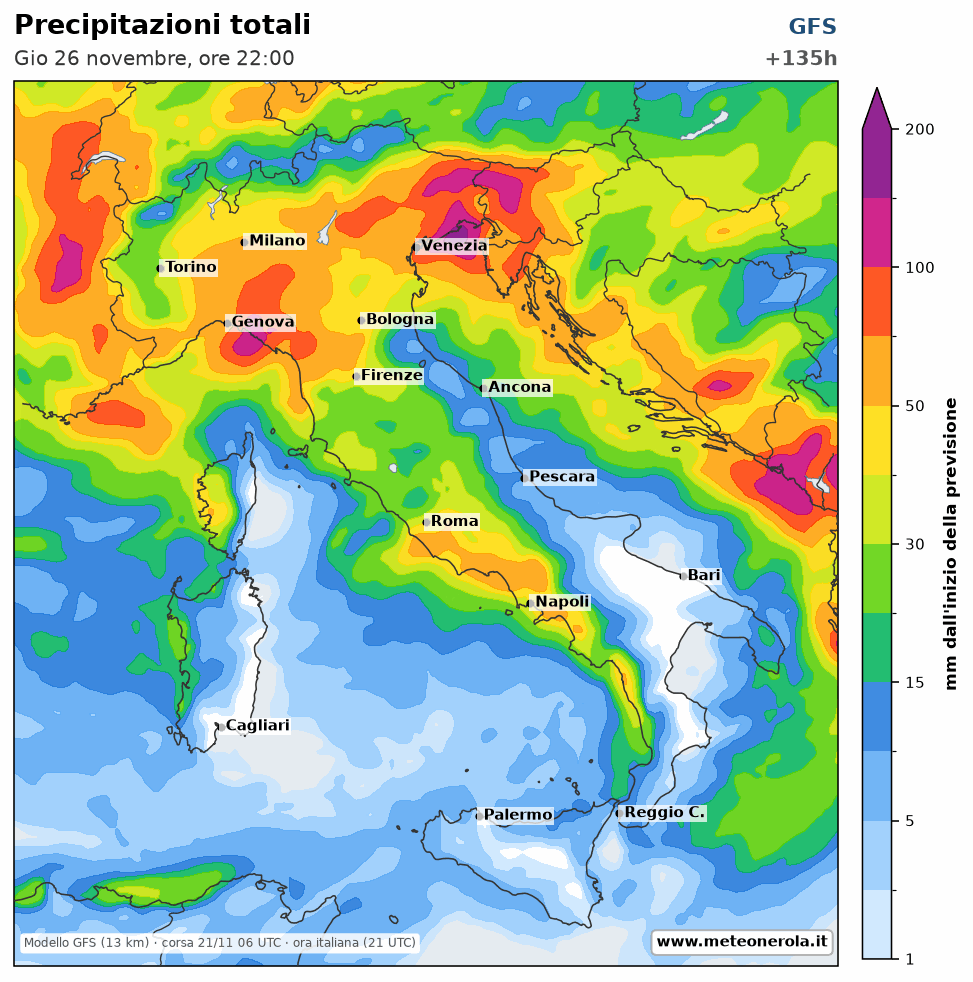 Precipitazioni totali
GFS
Gio 26 novembre, ore 22:00
+135h
200
Milano
Venezia
Torino
100
Genova
Bologna
Firenze
Ancona
50
Pescara
Roma
30
Bari
Napoli
mm dall'inizio della previsione
15
Cagliari
Palermo
Reggio C.
5
Modello GFS (13 km) · corsa 21/11 06 UTC · ora italiana (21 UTC)
www.meteonerola.it
1